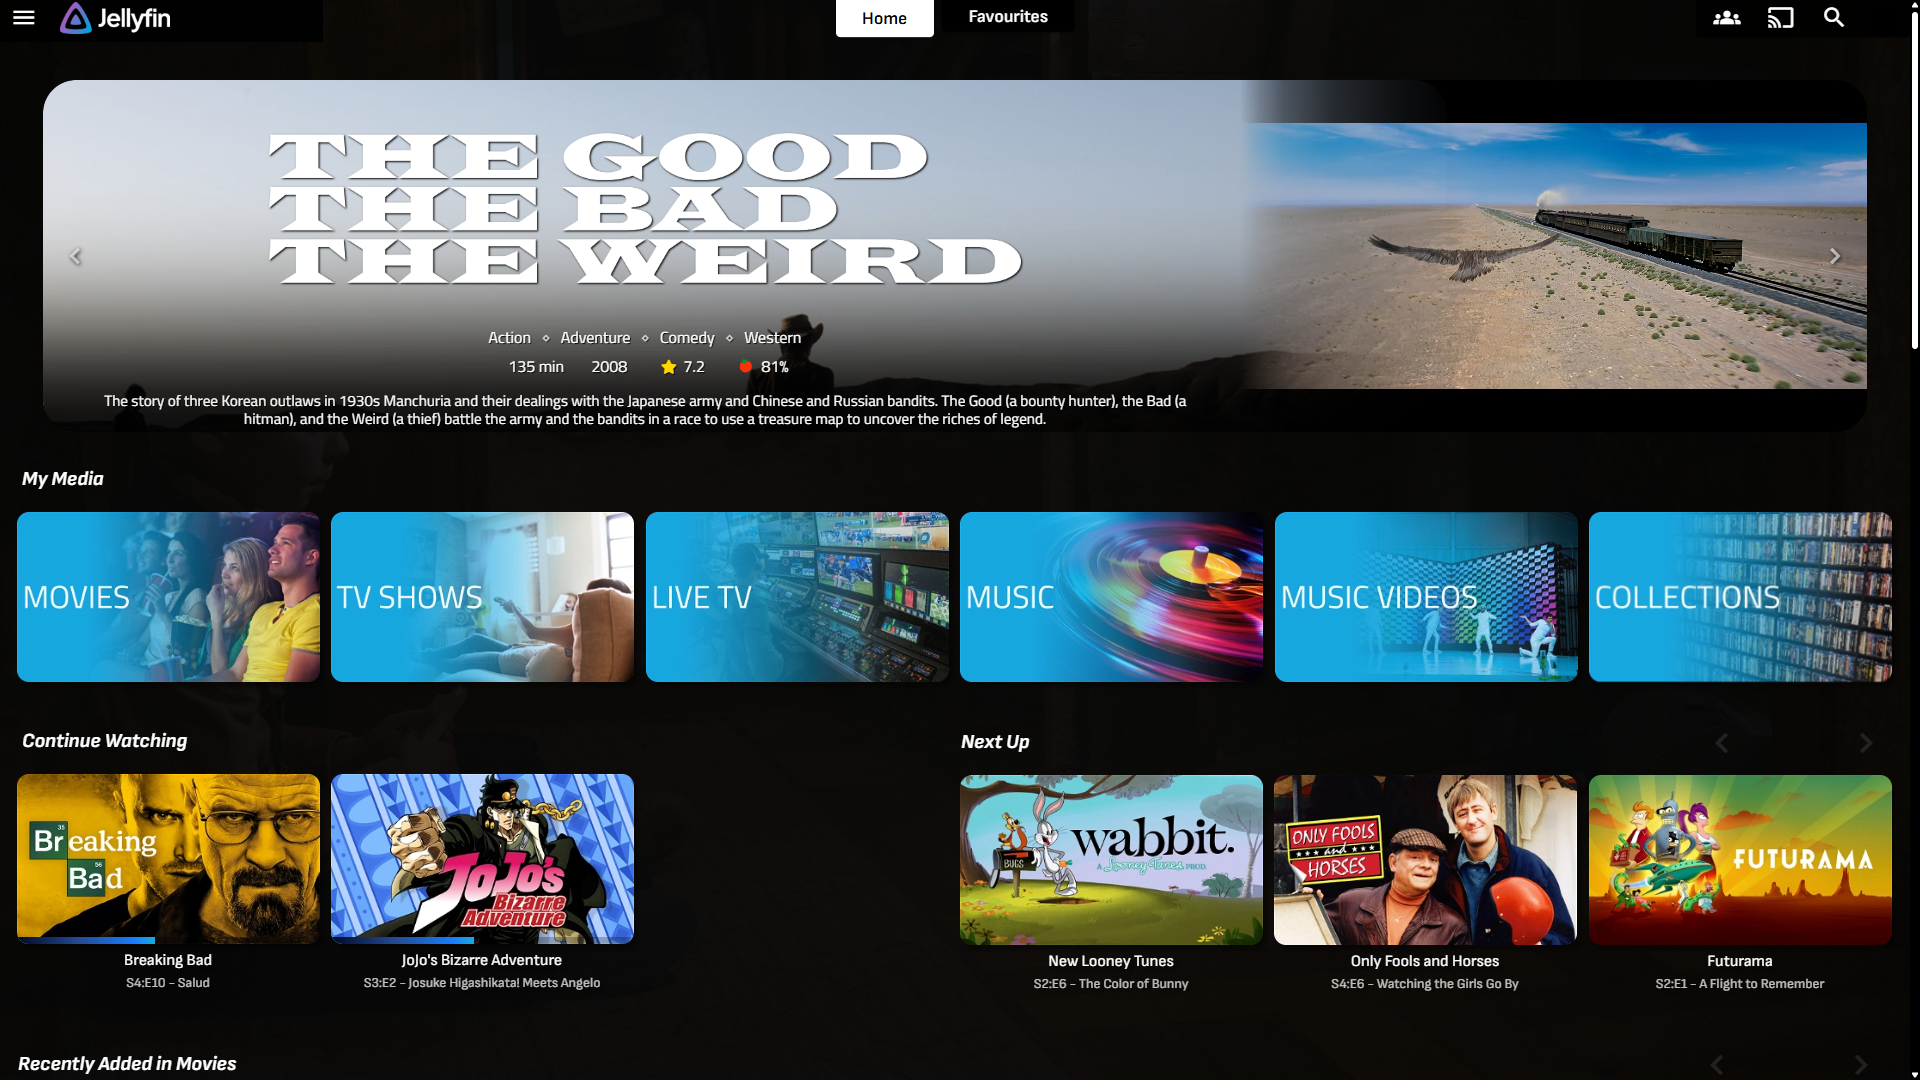 Jellyfin
Home
Favourites
THE GOOD
THE BAD
THE WEIRD
Action ⋄ Adventure ⋄ Comedy ⋄ Western
135 min 2008 7.2 81%
The story of three Korean outlaws in 1930s Manchuria and their dealings with the Japanese army and Chinese and Russian bandits. The Good (a bounty hunter), the Bad (a
hitman), and the Weird (a thief) battle the army and the bandits in a race to use a treasure map to uncover the riches of legend.
My Media
MOVIES
TV SHOWS
LIVE TV
MUSIC
MUSIC VIDEOS
COLLECTIONS
Continue Watching
35
Breaking
56
Bad
Breaking Bad
S4:E10 - Salud
JoJo's
Bizarre
Adventure
JoJo's Bizarre Adventure
S3:E2 - Josuke Higashikata! Meets Angelo
Next Up
BUGS
wabbit.
A Looney Tunes PROD.
New Looney Tunes
S2:E6 - The Color of Bunny
ONLY FOOLS
and
HORSES
Only Fools and Horses
S4:E6 - Watching the Girls Go By
FUTURAMA
Futurama
S2:E1 - A Flight to Remember
Recently Added in Movies